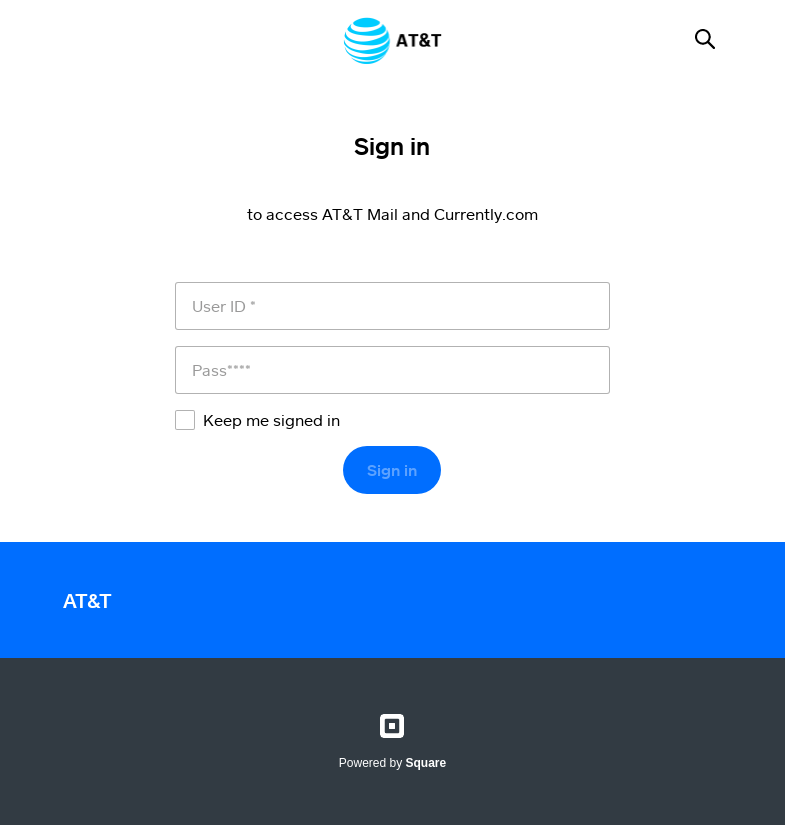 AT&T
Sign in
to access AT&T Mail and Currently.com
User ID *
Pass****
Keep me signed in
Sign in
AT&T
Powered by Square